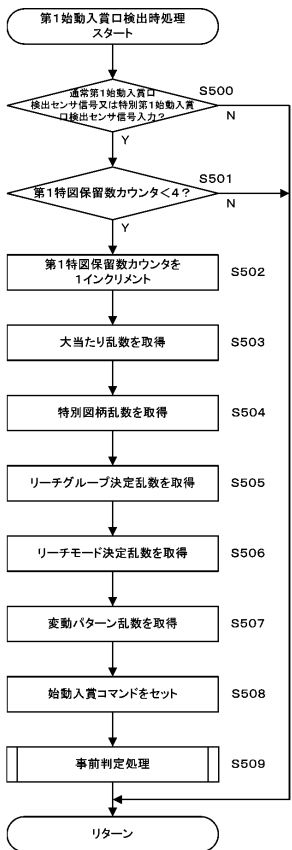 第1始動入賞口検出時処理
スタート
通常第1始動入賞口
検出センサ信号又は特別第1始動入賞
口検出センサ信号入力?
S500
N
Y
第1特図保留数カウンタ<4?
S501
N
Y
第1特図保留数カウンタを
1インクリメント
S502
大当たり乱数を取得
S503
特別図柄乱数を取得
S504
リーチグループ決定乱数を取得
S505
リーチモード決定乱数を取得
S506
変動パターン乱数を取得
S507
始動入賞コマンドをセット
S508
事前判定処理
S509
リターン